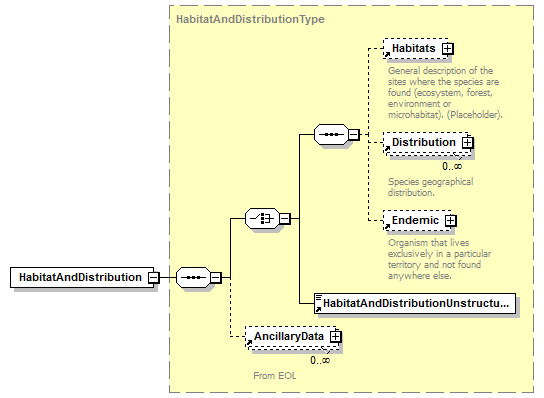 HabitatAndDistributionType
Habitats
General description of the
sites where the species are
found (ecosystem, forest,
environment or
microhabitat). (Placeholder).
Distribution
0..∞
Species geographical
distribution.
Endemic
Organism that lives
exclusively in a particular
territory and not found
anywhere else.
HabitatAndDistribution
HabitatAndDistributionUnstructu...
AncillaryData
0..∞
From EOL